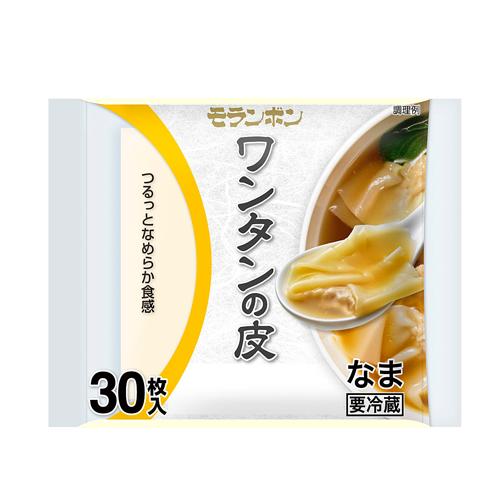 モランボン
調理例
ワンタンの皮
つるっとなめらか食感
30枚入
なま
要冷蔵